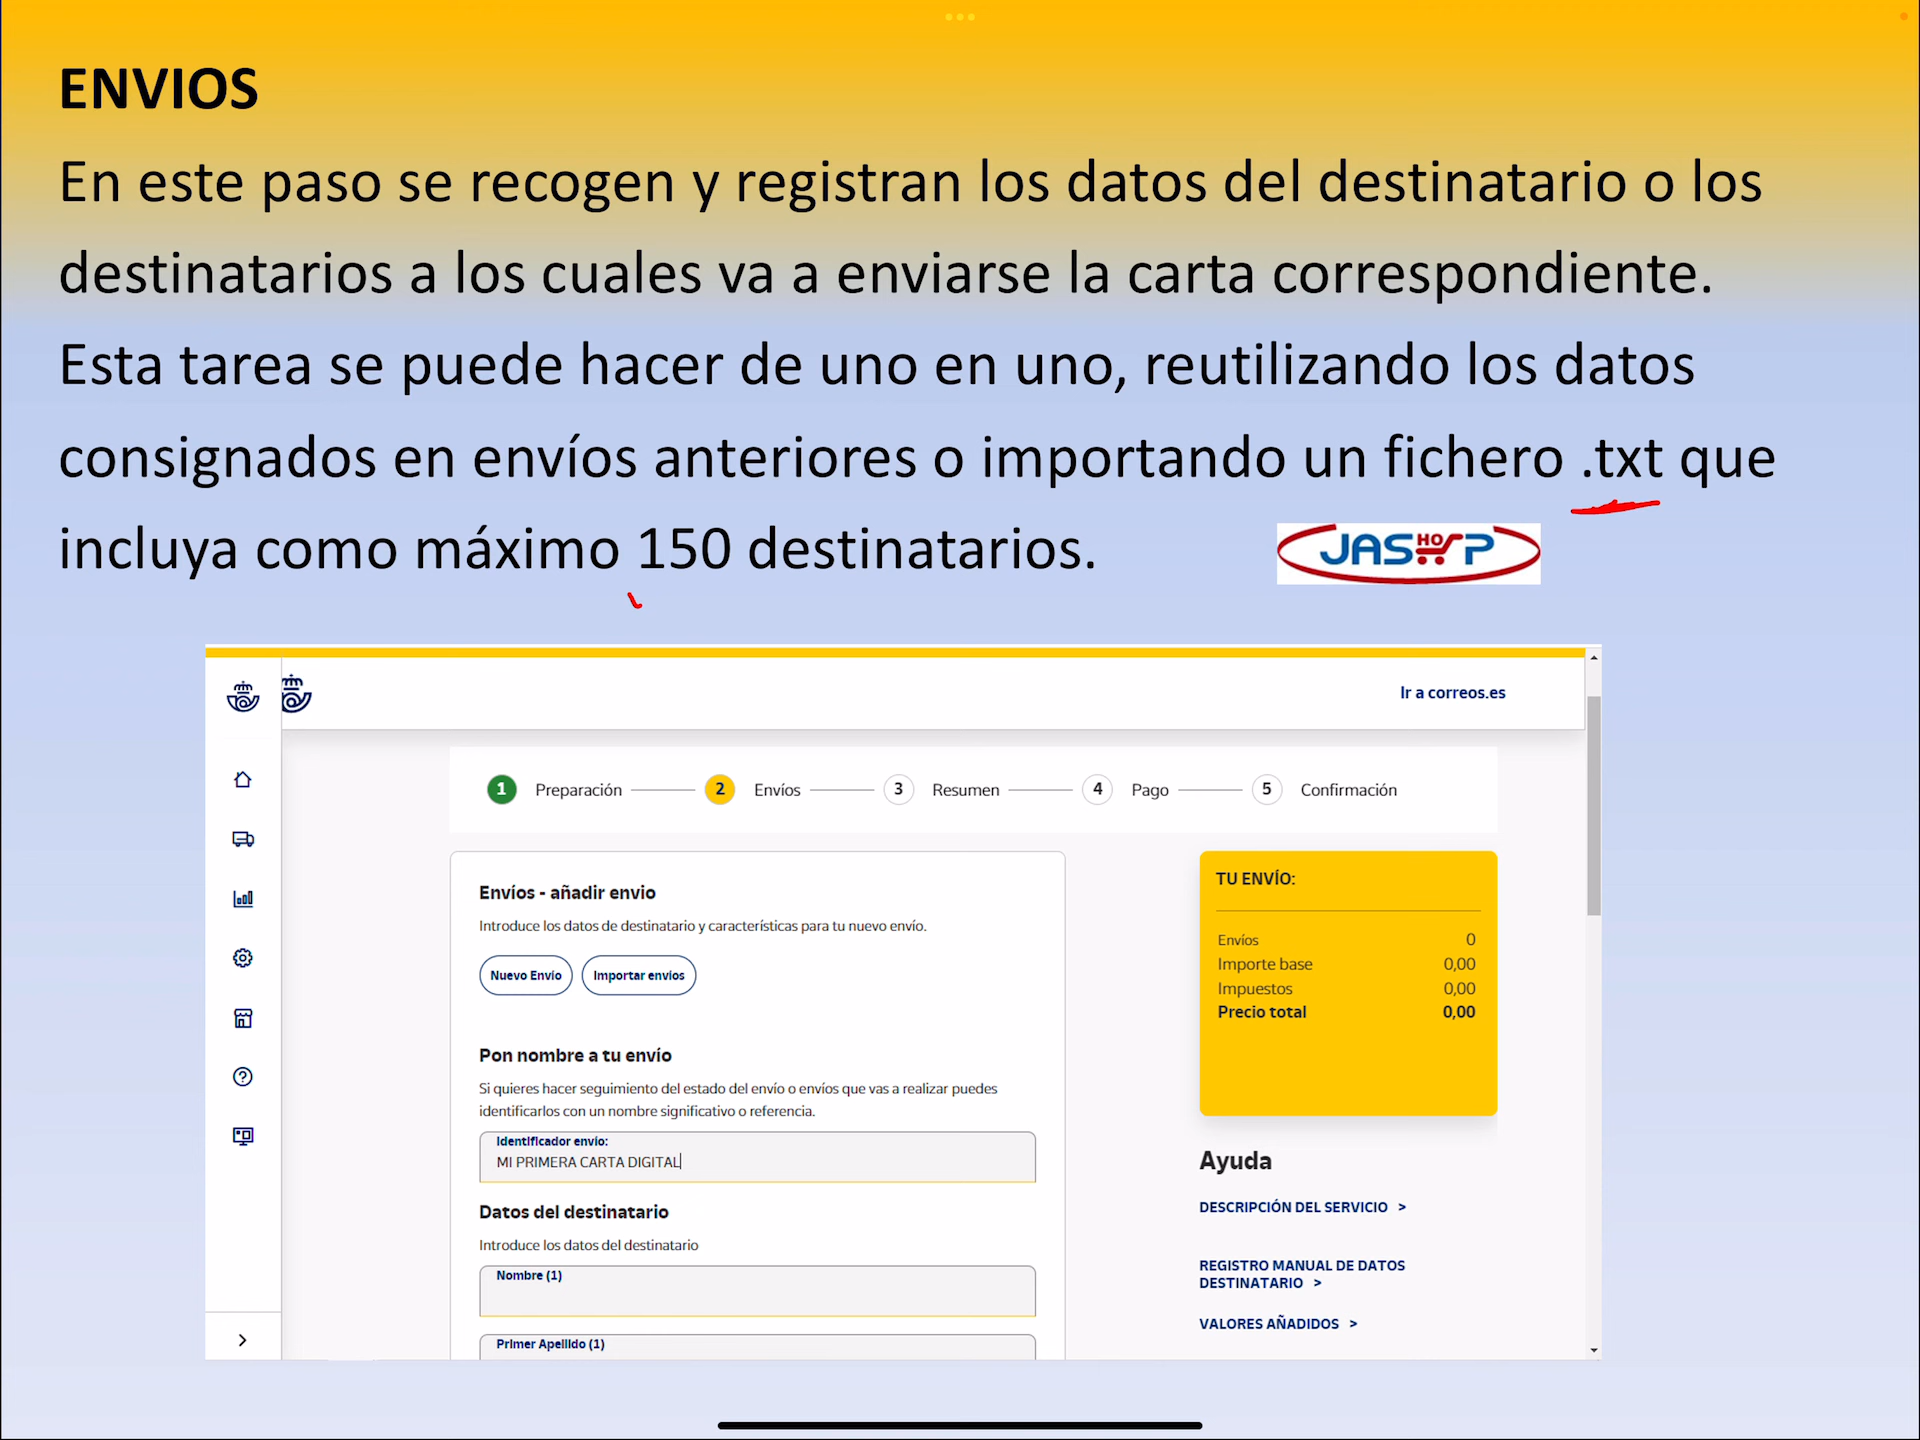 ENVIOS
En este paso se recogen y registran los datos del destinatario o los
destinatarios a los cuales va a enviarse la carta correspondiente.
Esta tarea se puede hacer de uno en uno, reutilizando los datos
consignados en envíos anteriores o importando un fichero .txt que
incluya como máximo 150 destinatarios.
JASHOP
Ir a correos.es
1 Preparación 2 Envíos 3 Resumen 4 Pago 5 Confirmación
Envíos - añadir envio
Introduce los datos de destinatario y características para tu nuevo envío.
Nuevo Envío Importar envíos
Pon nombre a tu envío
Si quieres hacer seguimiento del estado del envío o envíos que vas a realizar puedes
identificarlos con un nombre significativo o referencia.
Identificador envío:
MI PRIMERA CARTA DIGITAL
Datos del destinatario
Introduce los datos del destinatario
Nombre (1)
Primer Apellido (1)
TU ENVÍO:
Envíos 0
Importe base 0,00
Impuestos 0,00
Precio total 0,00
Ayuda
DESCRIPCIÓN DEL SERVICIO >
REGISTRO MANUAL DE DATOS
DESTINATARIO >
VALORES AÑADIDOS >